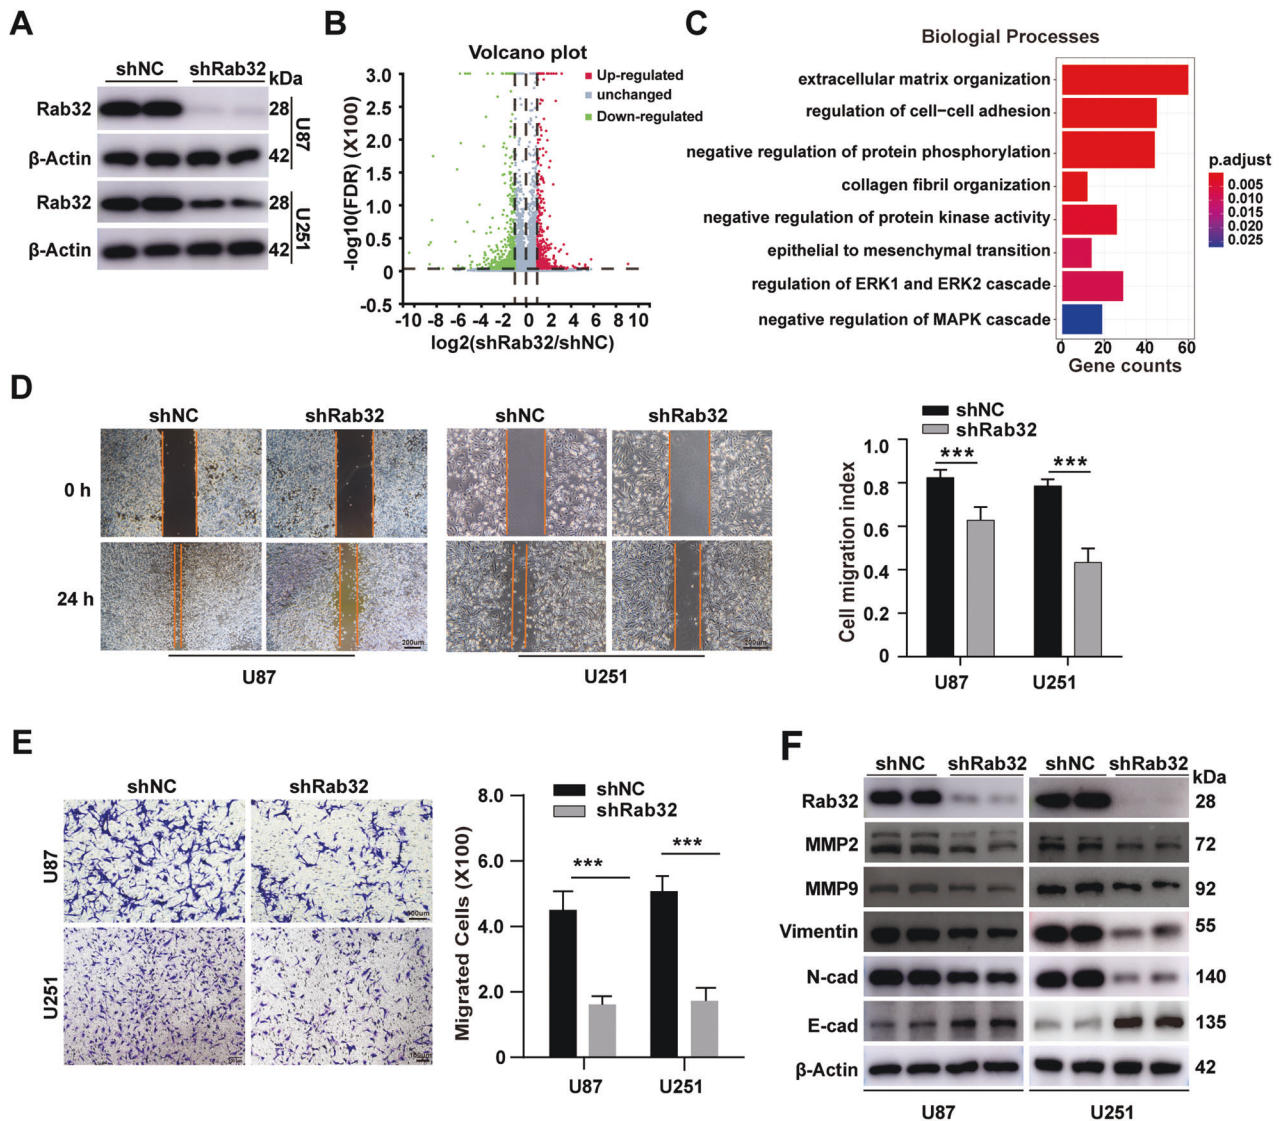 A
shNC shRab32
kDa
Rab32 28
β-Actin 42
U87
Rab32 28
β-Actin 42
U251
B
Volcano plot
Up-regulated
unchanged
Down-regulated
-log10(FDR) (X100)
3.0
2.5
2.0
1.5
1.0
0.5
0
-0.5
-10 -8 -6 -4 -2 0 2 4 6 8 10
log2(shRab32/shNC)
C
Biologial Processes
extracellular matrix organization
regulation of cell-cell adhesion
negative regulation of protein phosphorylation
collagen fibril organization
negative regulation of protein kinase activity
epithelial to mesenchymal transition
regulation of ERK1 and ERK2 cascade
negative regulation of MAPK cascade
0 20 40 60
Gene counts
p.adjust
0.005
0.010
0.015
0.020
0.025
D
shNC shRab32 shNC shRab32
0 h
24 h
200um 200um
U87 U251
shNC
shRab32
Cell migration index
1.0
0.8
0.6
0.4
0.2
0
*** ***
U87 U251
E
shNC shRab32
U87
U251
100um
shNC
shRab32
Migrated Cells (X100)
8.0
6.0
4.0
2.0
0
*** ***
U87 U251
F
shNC shRab32 shNC shRab32
kDa
Rab32 28
MMP2 72
MMP9 92
Vimentin 55
N-cad 140
E-cad 135
β-Actin 42
U87 U251